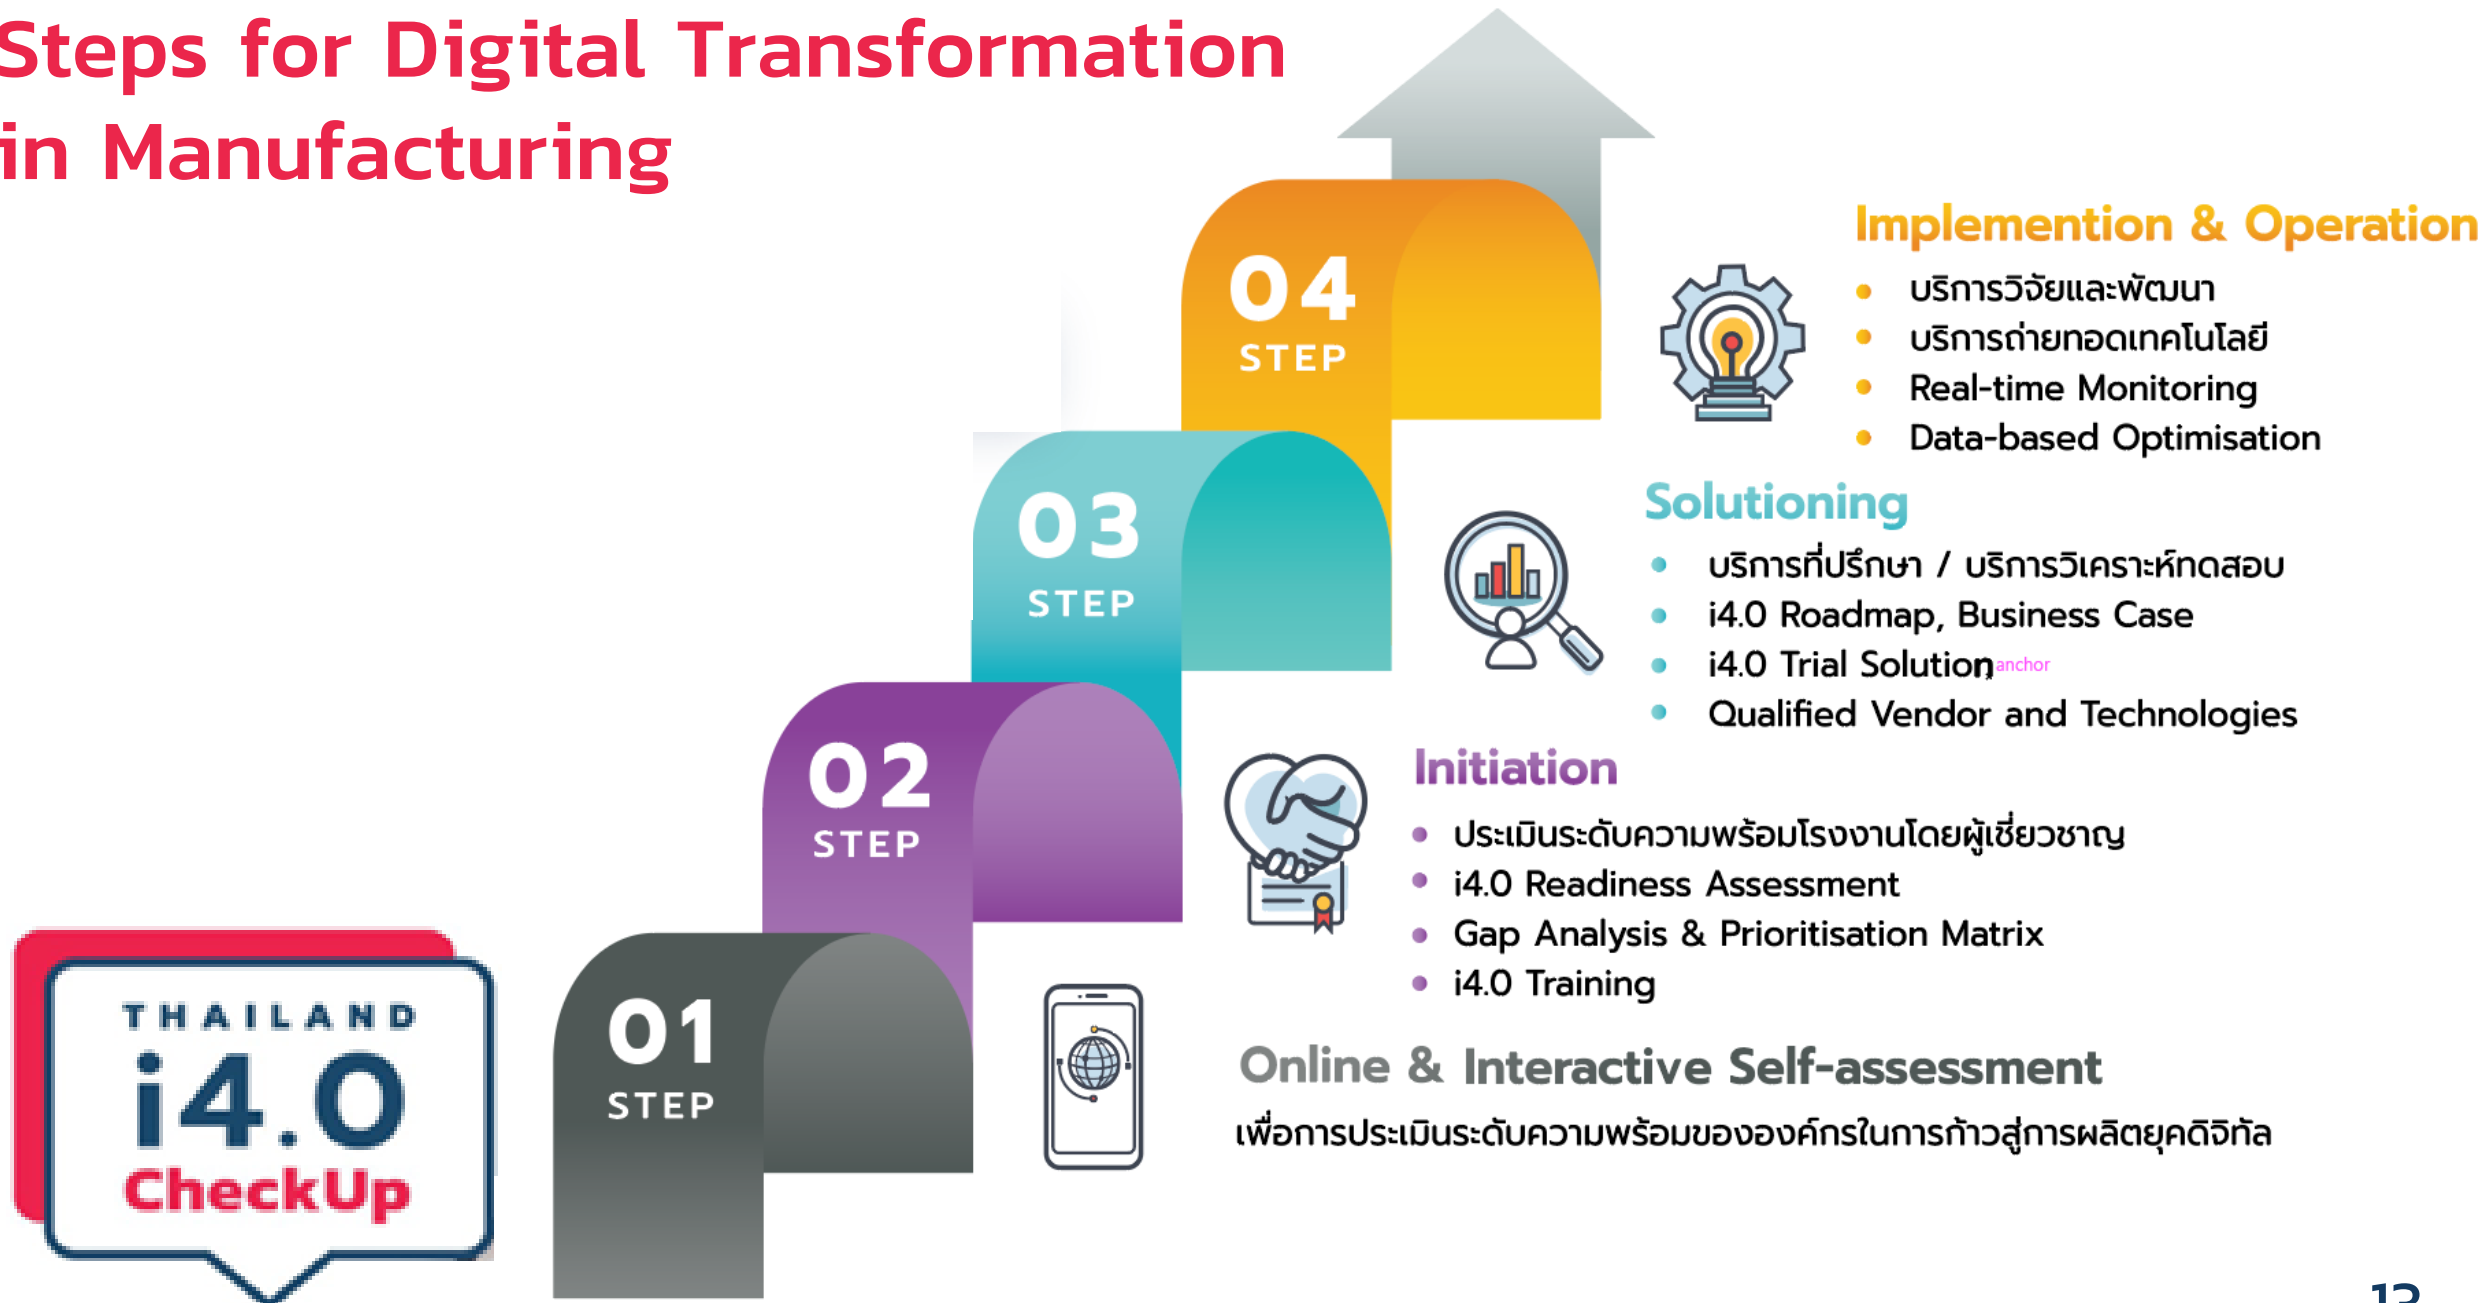 Steps for Digital Transformation
in Manufacturing
04
STEP
Implemention & Operation
บริการวิจัยและพัฒนา
บริการถ่ายทอดเทคโนโลยี
Real-time Monitoring
Data-based Optimisation
03
STEP
Solutioning
บริการที่ปรึกษา / บริการวิเคราะห์ทดสอบ
i4.0 Roadmap, Business Case
i4.0 Trial Solution anchor
Qualified Vendor and Technologies
02
STEP
Initiation
ประเมินระดับความพร้อมโรงงานโดยผู้เชี่ยวชาญ
i4.0 Readiness Assessment
Gap Analysis & Prioritisation Matrix
i4.0 Training
01
STEP
Online & Interactive Self-assessment
เพื่อการประเมินระดับความพร้อมขององค์กรในการก้าวสู่การผลิตยุคดิจิทัล
THAILAND
i4.0
CheckUp